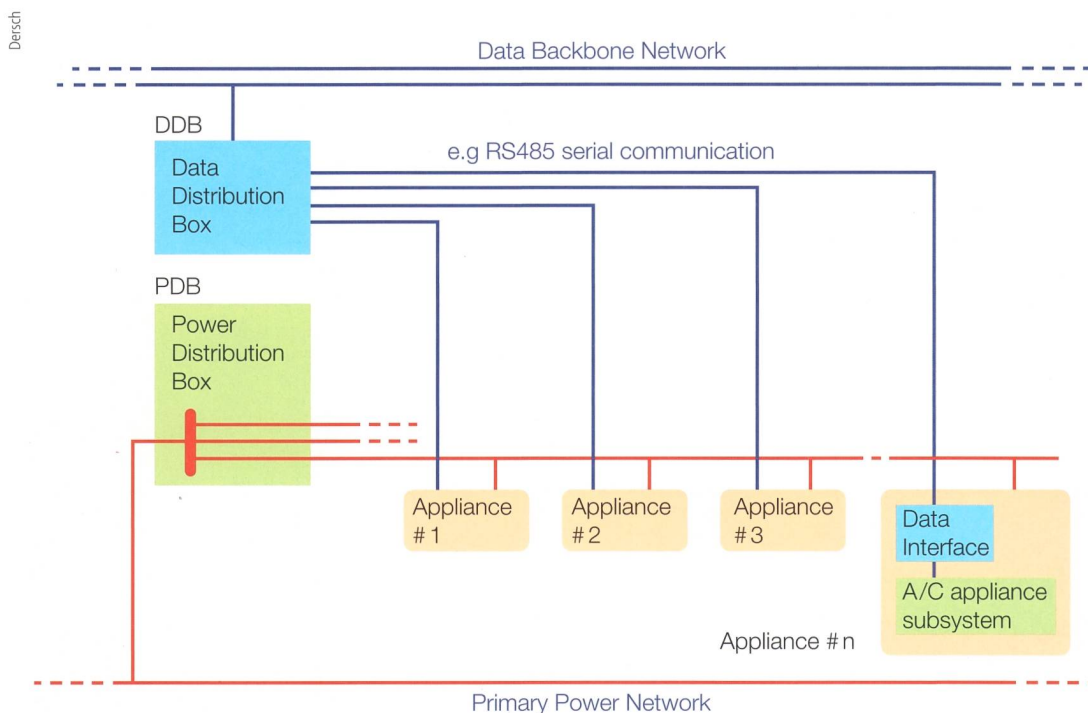 Dersch
Data Backbone Network
DDB
Data
Distribution
Box
e.g RS485 serial communication
PDB
Power
Distribution
Box
Appliance
# 1
Appliance
# 2
Appliance
# 3
Data
Interface
A/C appliance
subsystem
Appliance # n
Primary Power Network